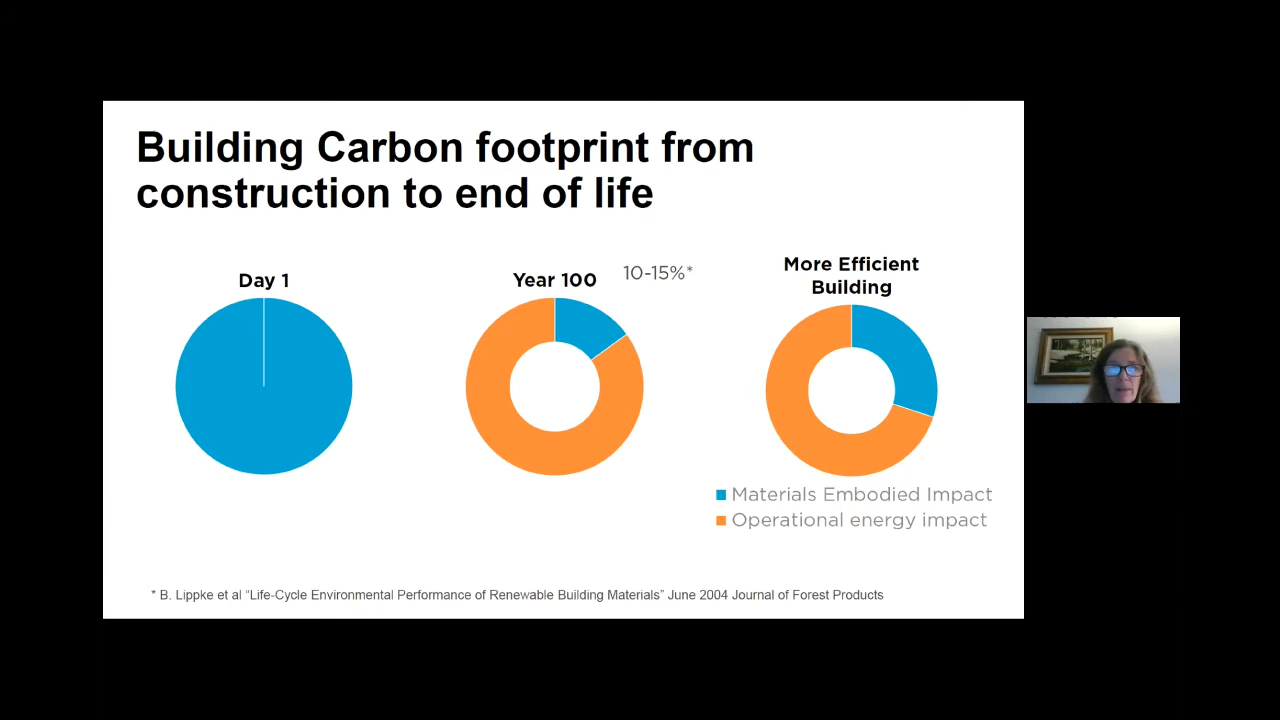 Building Carbon footprint from
construction to end of life
Day 1
Year 100
10-15%*
More Efficient
Building
Materials Embodied Impact
Operational energy impact
* B. Lippke et al “Life-Cycle Environmental Performance of Renewable Building Materials” June 2004 Journal of Forest Products